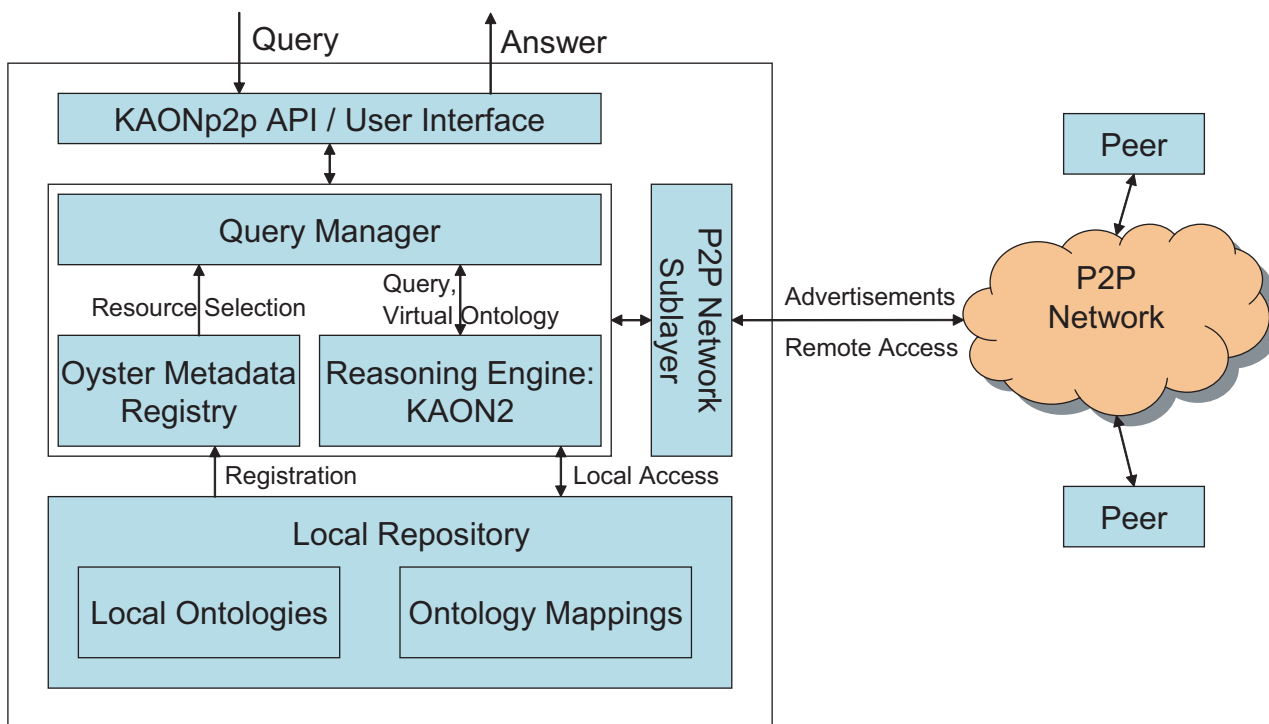 Query
Answer
KAONp2p API / User Interface
Query Manager
Resource Selection
Query,
Virtual Ontology
Oyster Metadata
Registry
Reasoning Engine:
KAON2
P2P Network
Sublayer
Registration
Local Access
Local Repository
Local Ontologies
Ontology Mappings
Advertisements
Remote Access
Peer
P2P
Network
Peer